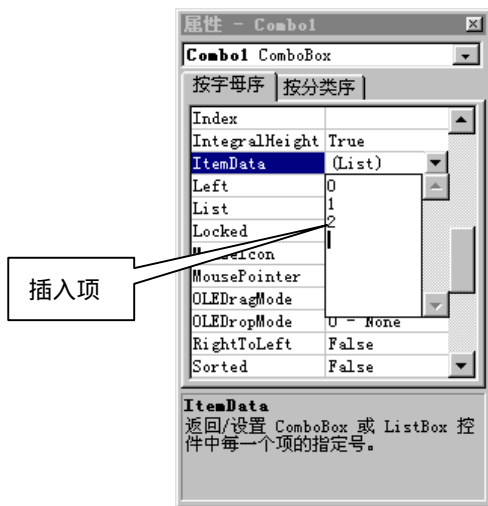 属性 - Combo1
Combo1 ComboBox
按字母序 按分类序
Index
IntegralHeight True
ItemData (List)
Left 0
List 1
Locked 2
MousePointer
插入项
OLEDragMode
OLEDropMode 0 - None
RightToLeft False
Sorted False
ItemData
返回/设置 ComboBox 或 ListBox 控
件中每一个项的指定号。